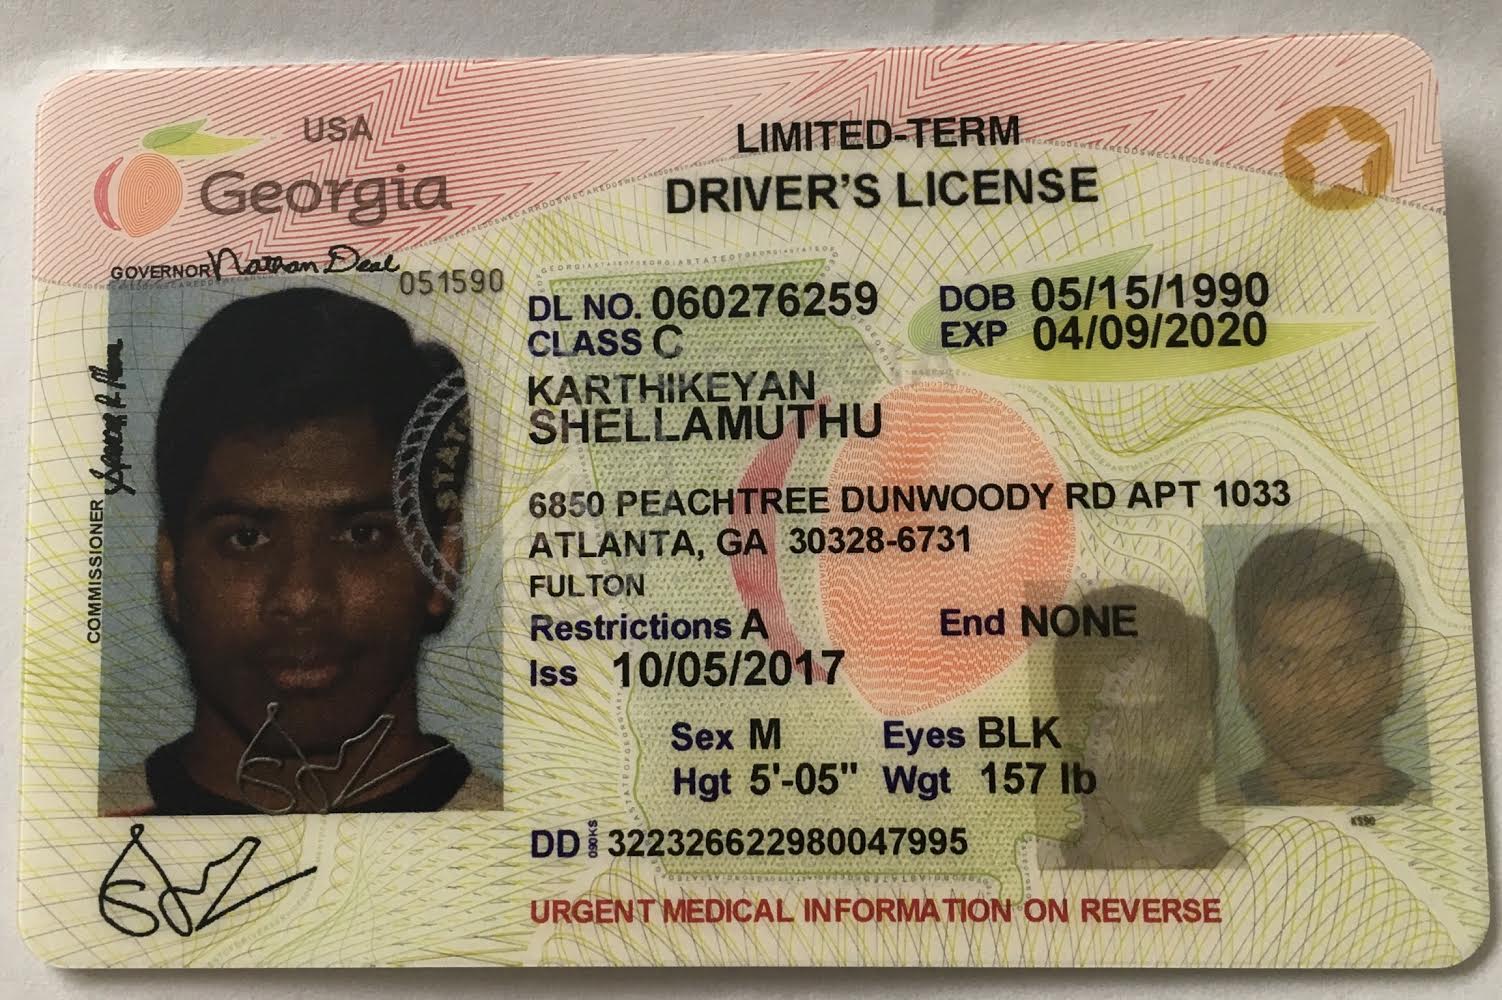 USA
Georgia
LIMITED-TERM
DRIVER'S LICENSE
GOVERNOR Nathan Deal
051590
COMMISSIONER
DL NO. 060276259
DOB 05/15/1990
CLASS C
EXP 04/09/2020
KARTHIKEYAN
SHELLAMUTHU
6850 PEACHTREE DUNWOODY RD APT 1033
ATLANTA, GA 30328-6731
FULTON
Restrictions A
End NONE
Iss 10/05/2017
Sex M Eyes BLK
Hgt 5'-05" Wgt 157 lb
DD 322326622980047995
URGENT MEDICAL INFORMATION ON REVERSE